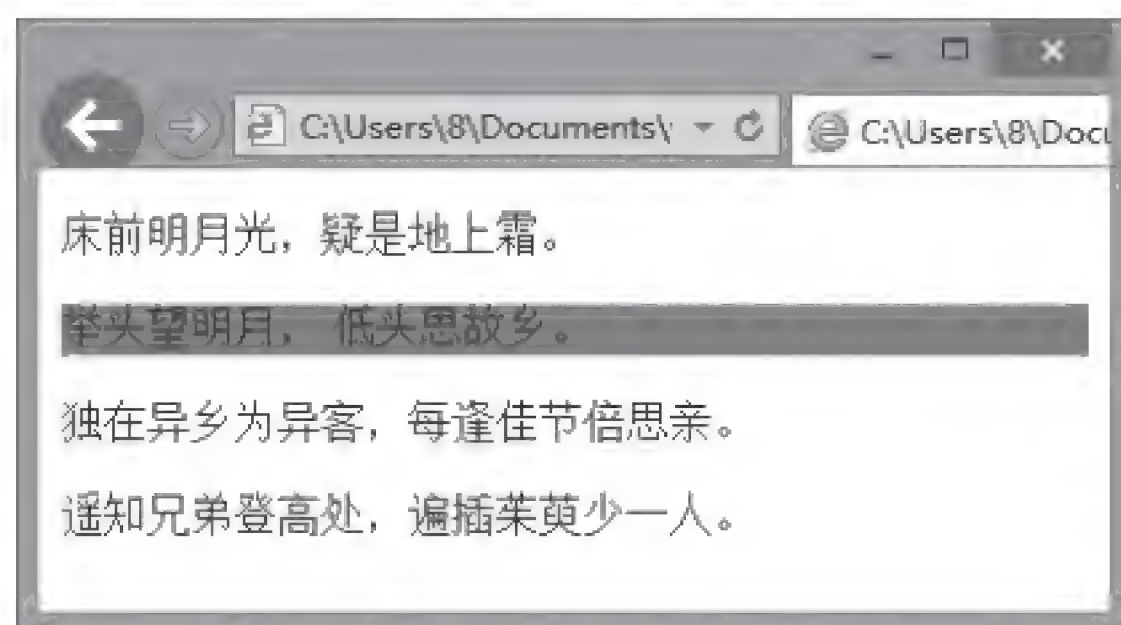 C:\Users\8\Documents\
C:\Users\8\Docu
床前明月光，疑是地上霜。
举头望明月， 低头思故乡。
独在异乡为异客，每逢佳节倍思亲。
遥知兄弟登高处，遍插茱萸少一人。